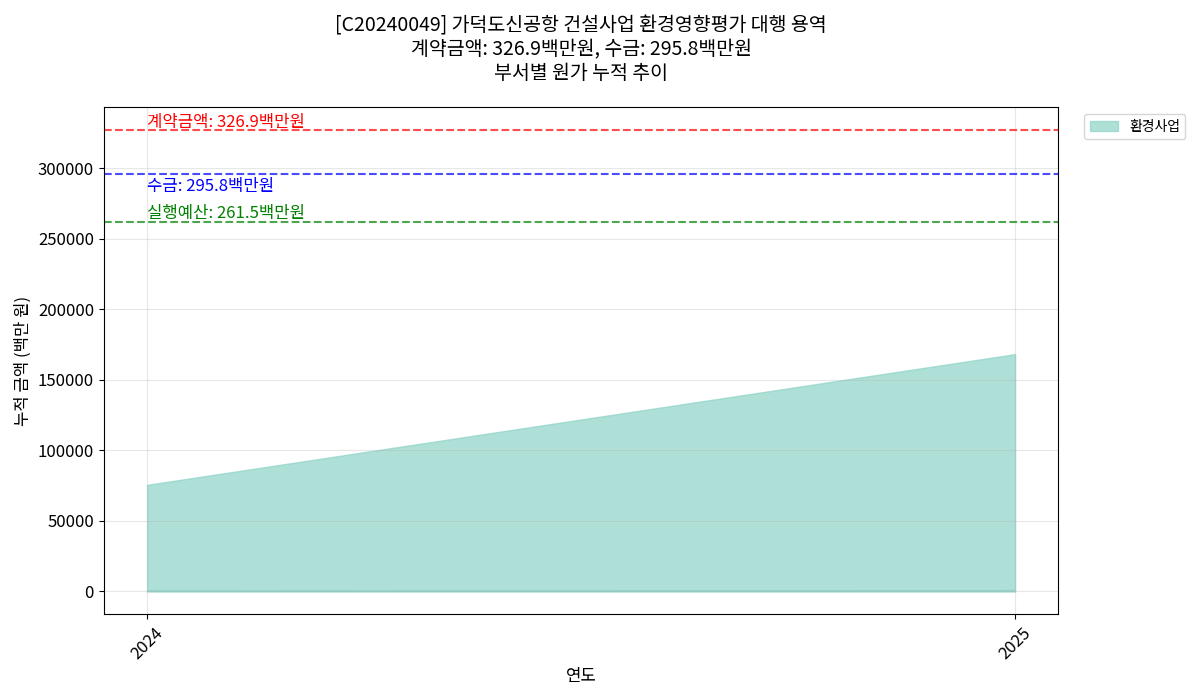 [C20240049] 가덕도신공항 건설사업 환경영향평가 대행 용역
계약금액: 326.9백만원, 수금: 295.8백만원
부서별 원가 누적 추이
계약금액: 326.9백만원
환경사업
수금: 295.8백만원
실행예산: 261.5백만원
300000
250000
200000
150000
100000
50000
0
누적 금액 (백만 원)
2024
2025
연도